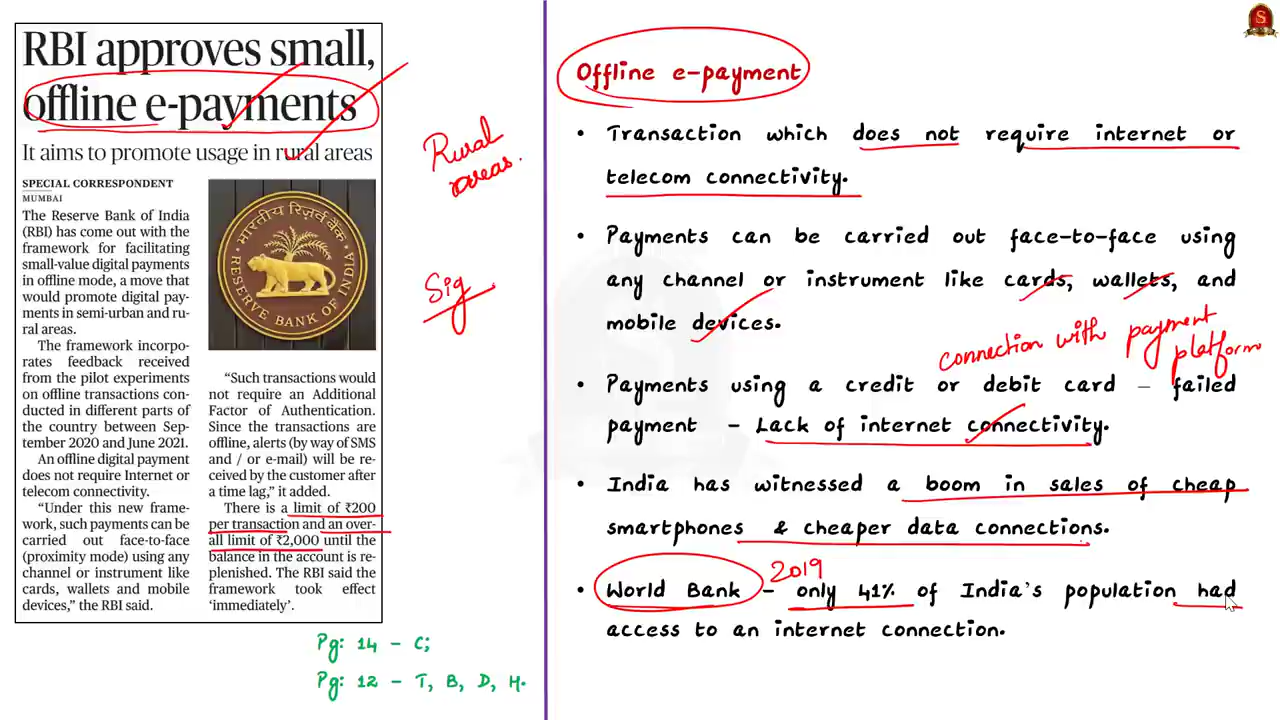 RBI approves small,
offline e-payments
It aims to promote usage in rural areas
SPECIAL CORRESPONDENT
MUMBAI
The Reserve Bank of India
(RBI) has come out with the
framework for facilitating
small-value digital payments
in offline mode, a move that
would promote digital pay-
ments in semi-urban and ru-
ral areas.
The framework incorpo-
rates feedback received
from the pilot experiments
on offline transactions con-
ducted in different parts of
the country between Sep-
tember 2020 and June 2021.
An offline digital payment
does not require Internet or
telecom connectivity.
“Under this new frame-
work, such payments can be
carried out face-to-face
(proximity mode) using any
channel or instrument like
cards, wallets and mobile
devices,” the RBI said.
भारतीय रिज़र्व बैंक
RESERVE BANK OF INDIA
“Such transactions would
not require an Additional
Factor of Authentication.
Since the transactions are
offline, alerts (by way of SMS
and / or e-mail) will be re-
ceived by the customer after
a time lag,” it added.
There is a limit of ₹200
per transaction and an over-
all limit of ₹2,000 until the
balance in the account is re-
plenished. The RBI said the
framework took effect
‘immediately’.
Pg: 14 - C;
Pg: 12 - T, B, D, H.
Rural
areas.
Sig
Offline e-payment
• Transaction which does not require internet or
telecom connectivity.
• Payments can be carried out face-to-face using
any channel or instrument like cards, wallets, and
mobile devices.
connection with payment
platform
• Payments using a credit or debit card – failed
payment - Lack of internet connectivity.
• India has witnessed a boom in sales of cheap
smartphones & cheaper data connections.
2019
• World Bank - only 41% of India's population had
access to an internet connection.
S